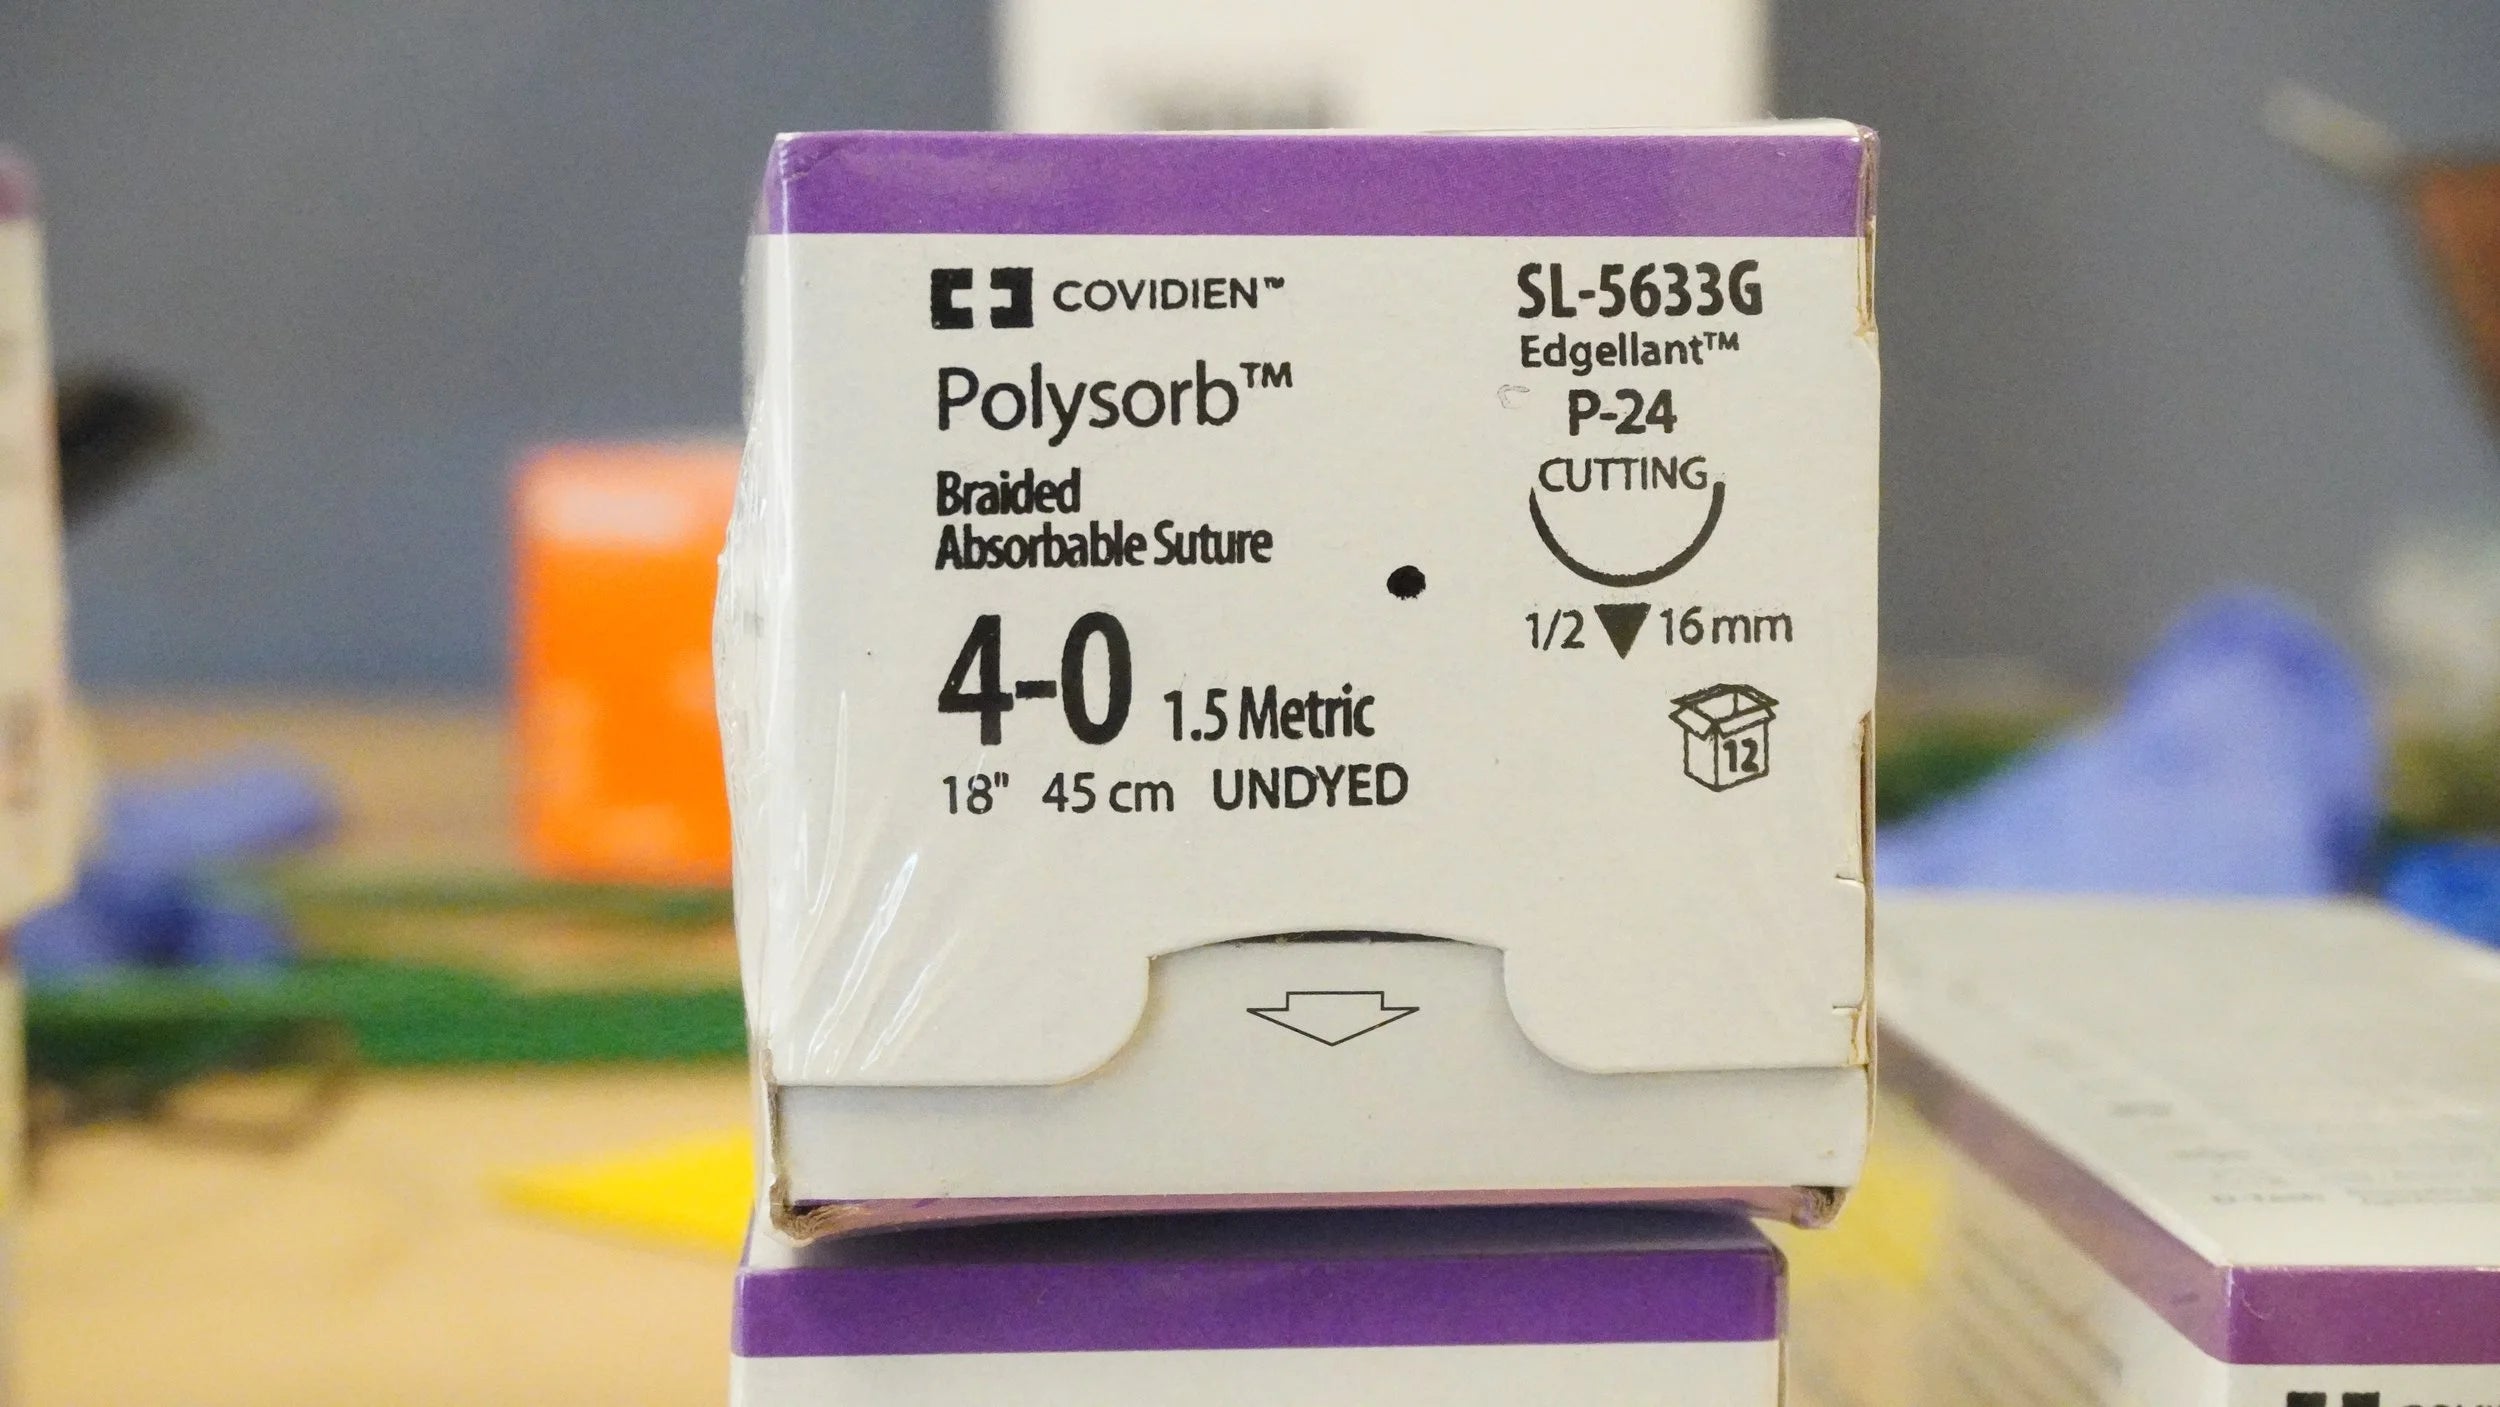 COVIDIEN™
Polysorb™
Braided
Absorbable Suture
4-0 1.5 Metric
18" 45 cm UNDYED
SL-5633G
Edgellant™
P-24
CUTTING
1/2 16 mm
12